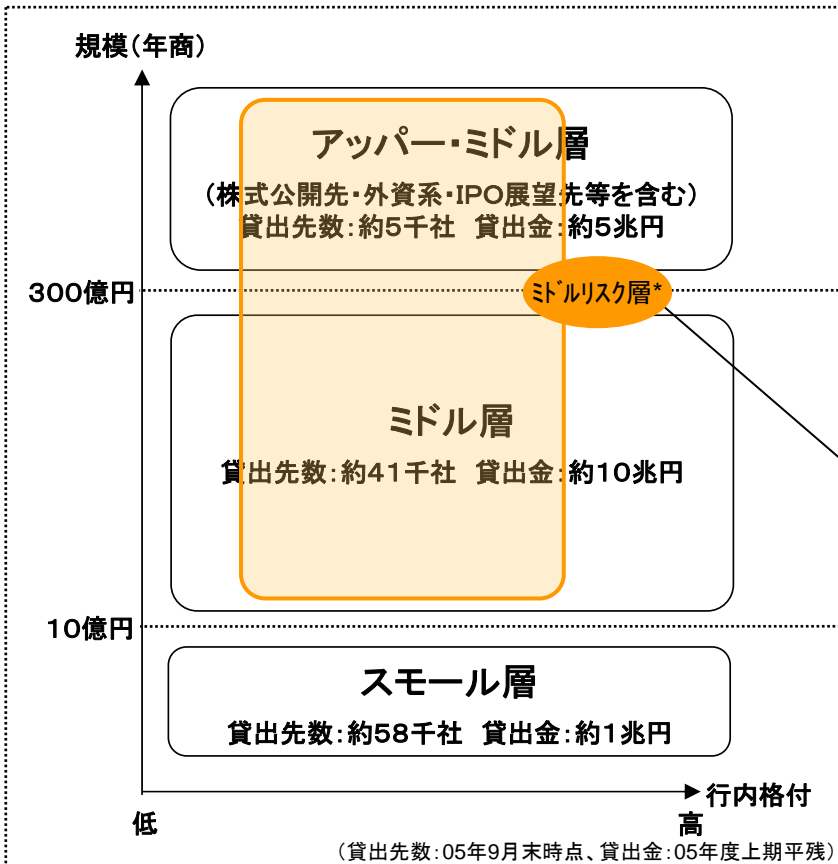 規模（年商）
アッパー・ミドル層
（株式公開先・外資系・IPO展望先等を含む）
貸出先数：約5千社　貸出金：約5兆円
300億円
ﾐﾄﾞﾙﾘｽｸ層*
ミドル層
貸出先数：約41千社　貸出金：約10兆円
10億円
スモール層
貸出先数：約58千社　貸出金：約1兆円
行内格付
低
高
（貸出先数：05年9月末時点、貸出金：05年度上期平残）